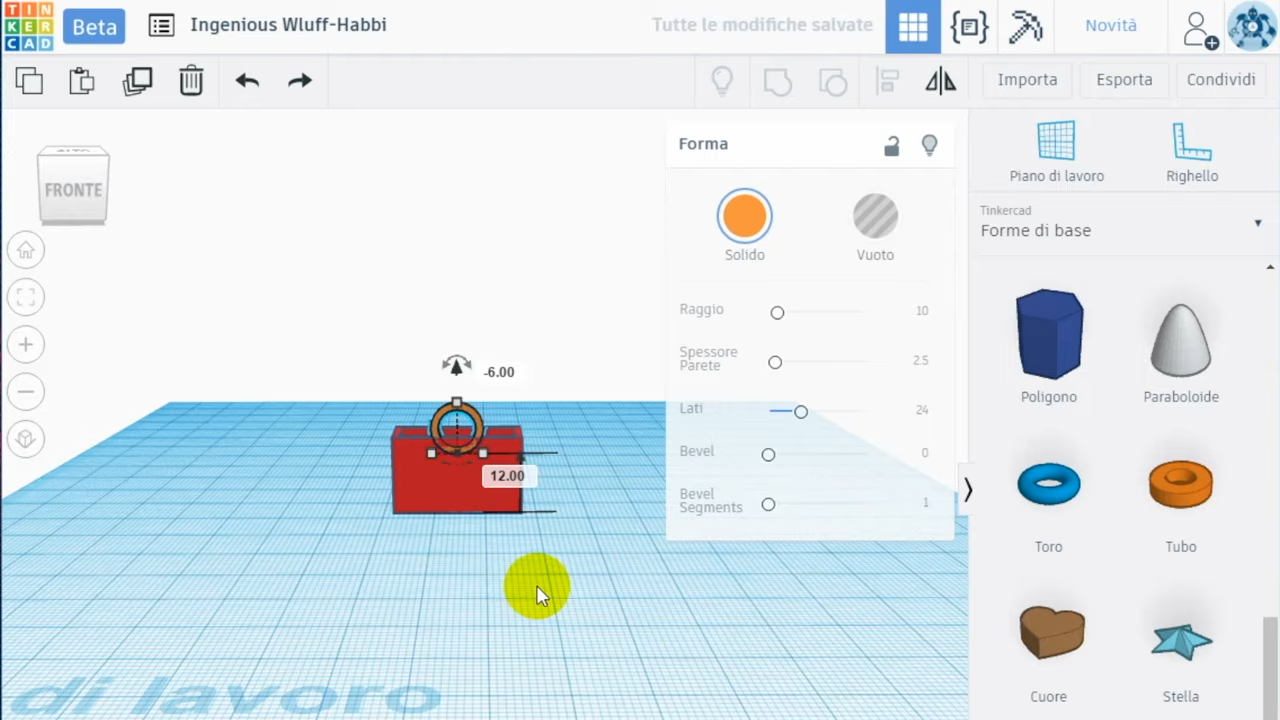 TIN
KER
CAD
Beta
Ingenious Wluff-Habbi
Tutte le modifiche salvate
Novità
Importa
Esporta
Condividi
ALTO
FRONTE
Forma
Solido
Vuoto
Raggio
10
Spessore
Parete
2.5
Lati
24
Bevel
0
Bevel
Segments
1
-6.00
12.00
di lavoro
Piano di lavoro
Righello
Tinkercad
Forme di base
Poligono
Paraboloide
Toro
Tubo
Cuore
Stella